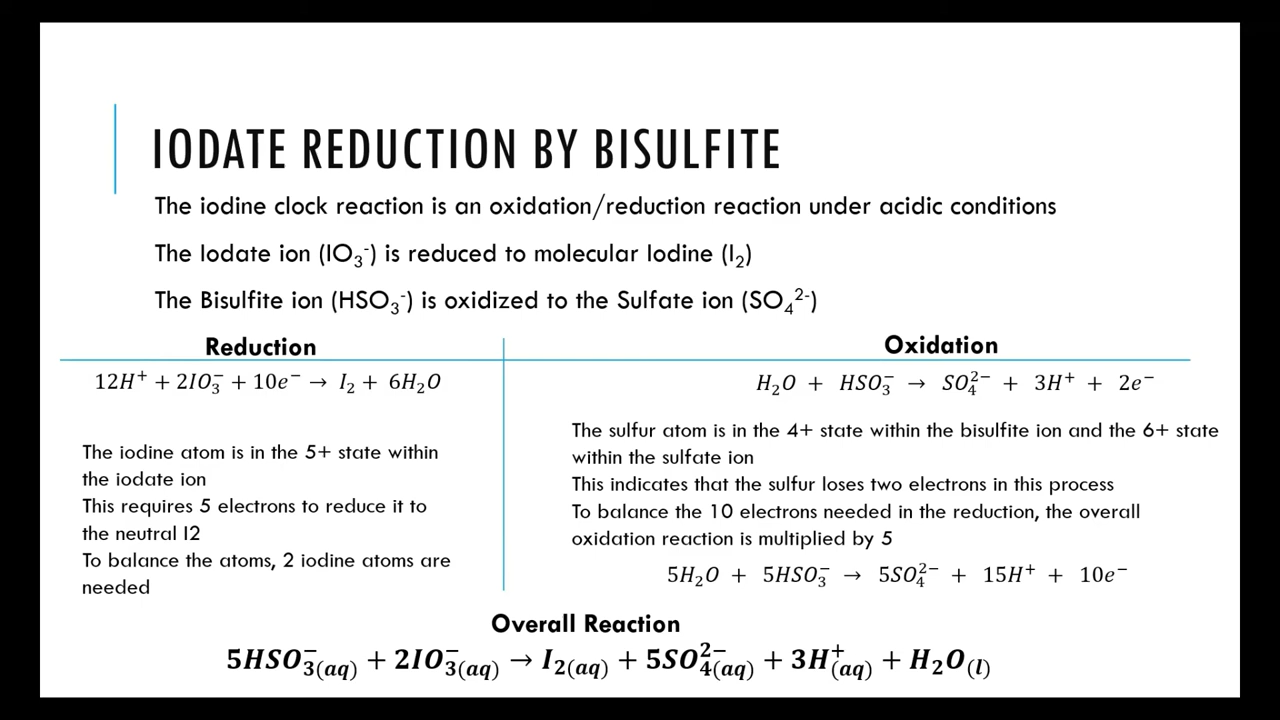 IODATE REDUCTION BY BISULFITE
The iodine clock reaction is an oxidation/reduction reaction under acidic conditions
The Iodate ion (IO₃⁻) is reduced to molecular Iodine (I₂)
The Bisulfite ion (HSO₃⁻) is oxidized to the Sulfate ion (SO₄²⁻)
Reduction
12H⁺ + 2IO₃⁻ + 10e⁻ → I₂ + 6H₂O
The iodine atom is in the 5+ state within
the iodate ion
This requires 5 electrons to reduce it to
the neutral I2
To balance the atoms, 2 iodine atoms are
needed
Oxidation
H₂O + HSO₃⁻ → SO₄²⁻ + 3H⁺ + 2e⁻
The sulfur atom is in the 4+ state within the bisulfite ion and the 6+ state
within the sulfate ion
This indicates that the sulfur loses two electrons in this process
To balance the 10 electrons needed in the reduction, the overall
oxidation reaction is multiplied by 5
5H₂O + 5HSO₃⁻ → 5SO₄²⁻ + 15H⁺ + 10e⁻
Overall Reaction
5HSO₃⁻(aq) + 2IO₃⁻(aq) → I₂(aq) + 5SO₄²⁻(aq) + 3H⁺(aq) + H₂O(l)